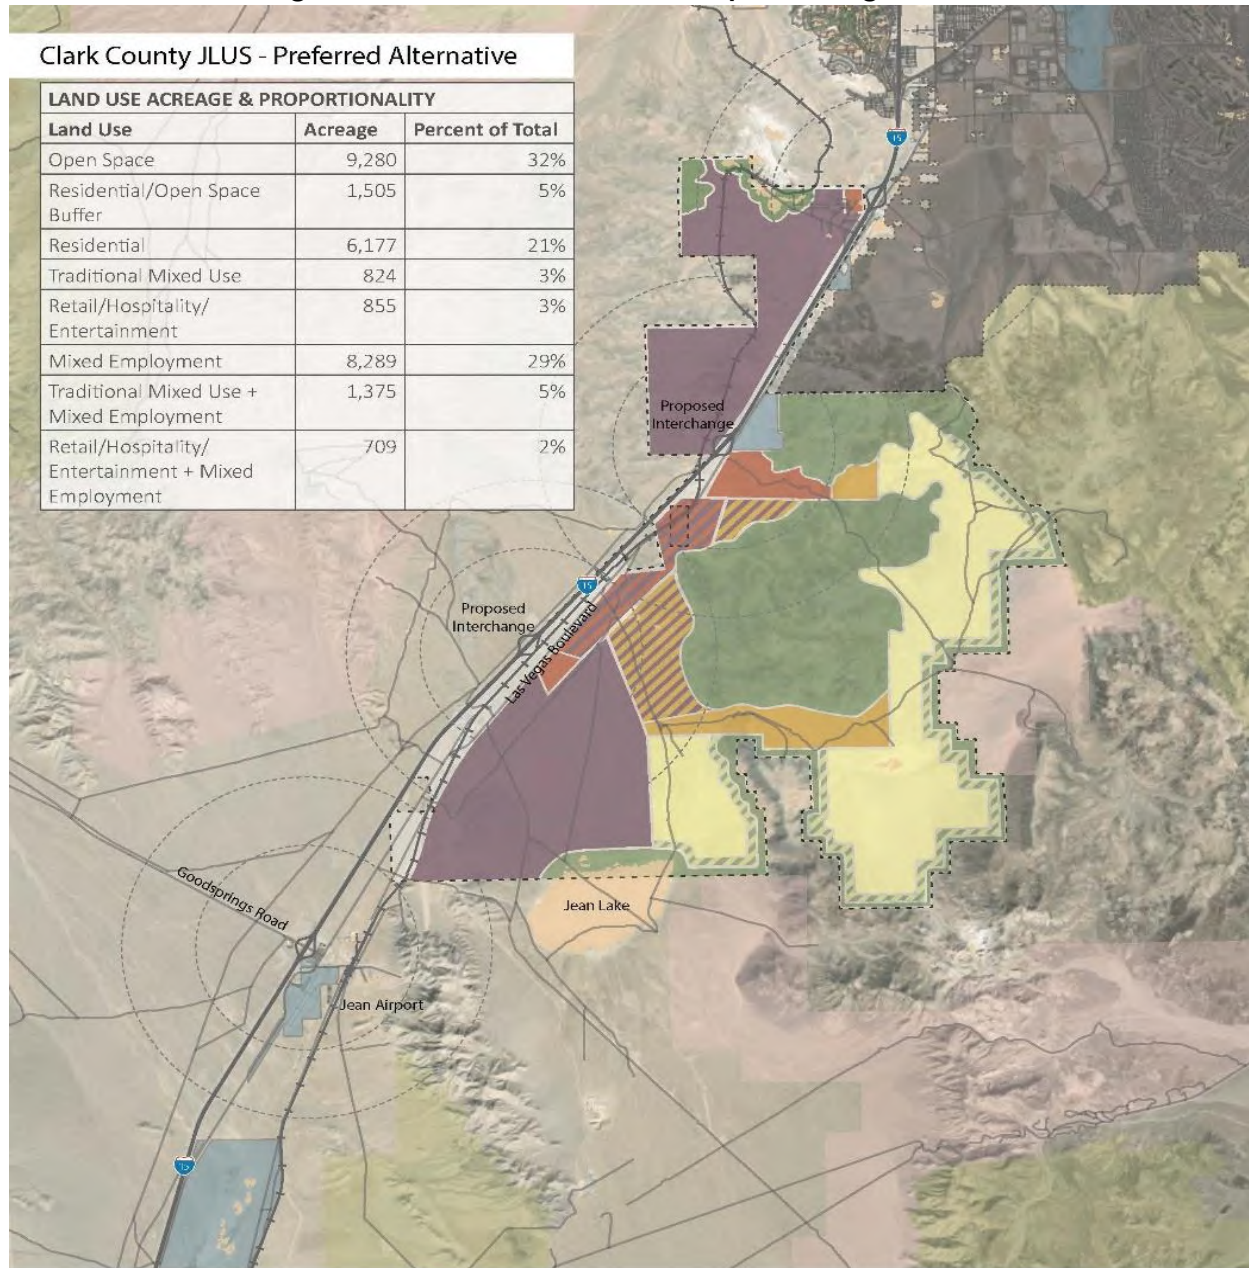 Clark County JLUS - Preferred Alternative
LAND USE ACREAGE & PROPORTIONALITY
Land Use Acreage Percent of Total
Open Space 9,280 32%
Residential/Open Space 1,505 5%
Buffer
Residential 6,177 21%
Traditional Mixed Use 824 3%
Retail/Hospitality/ 855 3%
Entertainment
Mixed Employment 8,289 29%
Traditional Mixed Use + 1,375 5%
Mixed Employment
Retail/Hospitality/ 709 2%
Entertainment + Mixed
Employment
15
Proposed
Interchange
15
Proposed
Interchange
Las Vegas Boulevard
Goodsprings Road
Jean Lake
Jean Airport
15